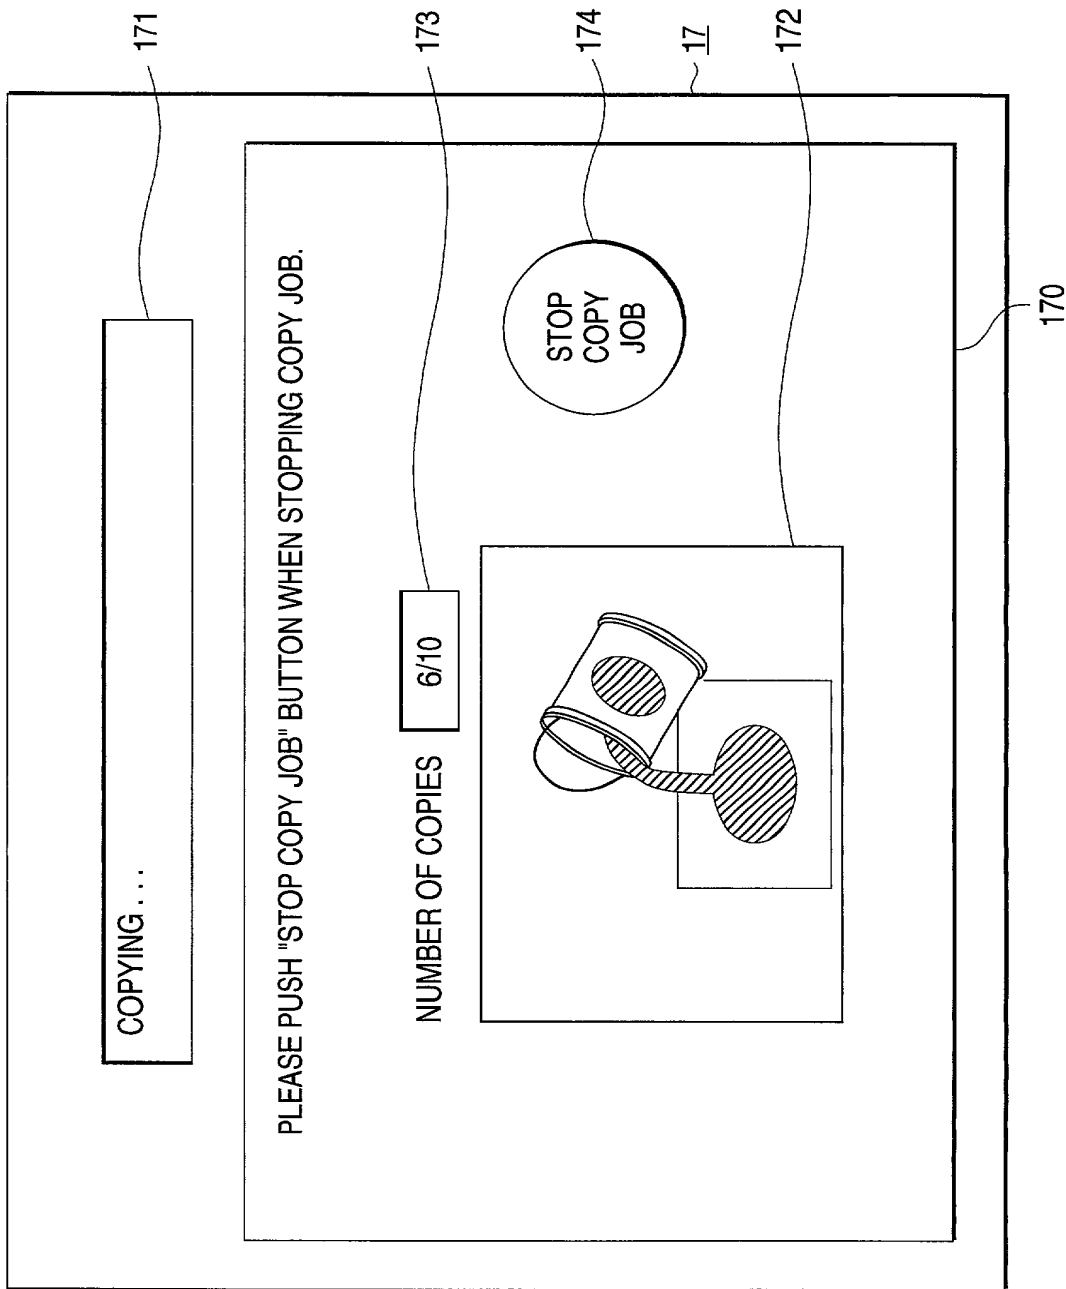 COPYING....
171
PLEASE PUSH "STOP COPY JOB" BUTTON WHEN STOPPING COPY JOB.
NUMBER OF COPIES 6/10
173
STOP
COPY
JOB
174
17
172
170